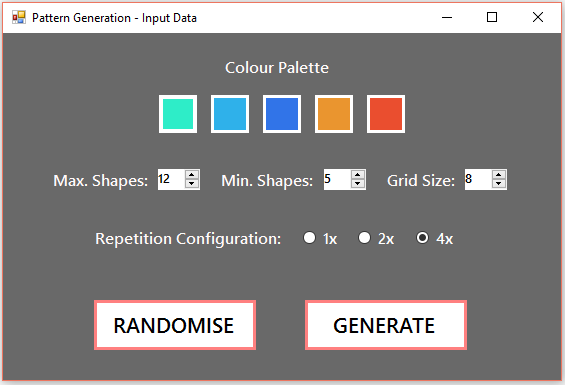 Pattern Generation - Input Data
Colour Palette
Max. Shapes: 12 Min. Shapes: 5 Grid Size: 8
Repetition Configuration: 1x 2x 4x
RANDOMISE GENERATE